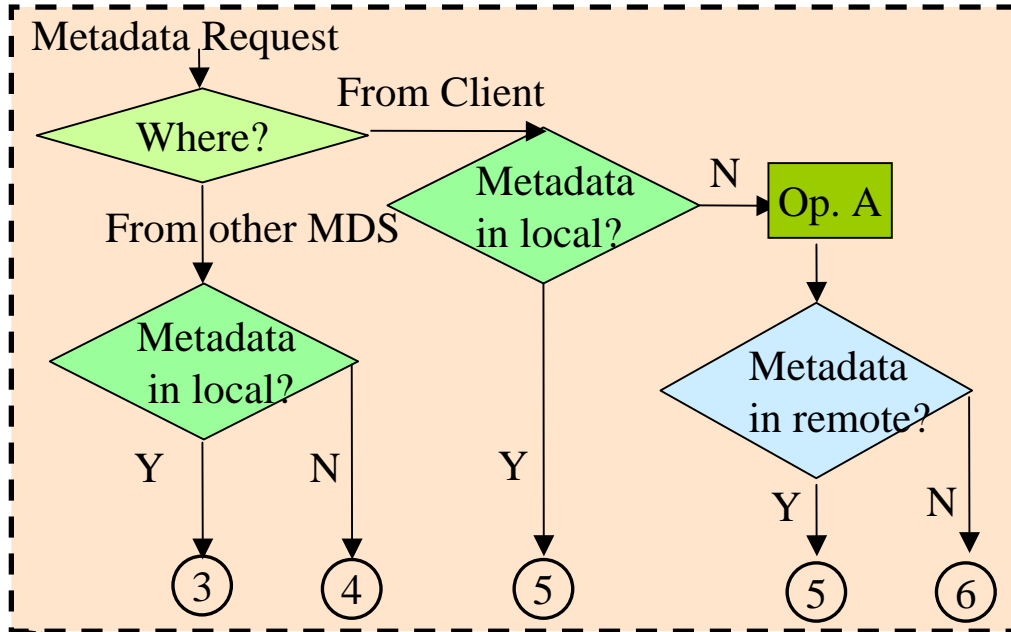 Metadata Request
From Client
Where?
Metadata
in local?
N
Op. A
From other MDS
Metadata
in local?
Metadata
in remote?
Y
N
Y
Y
N
3
4
5
5
6